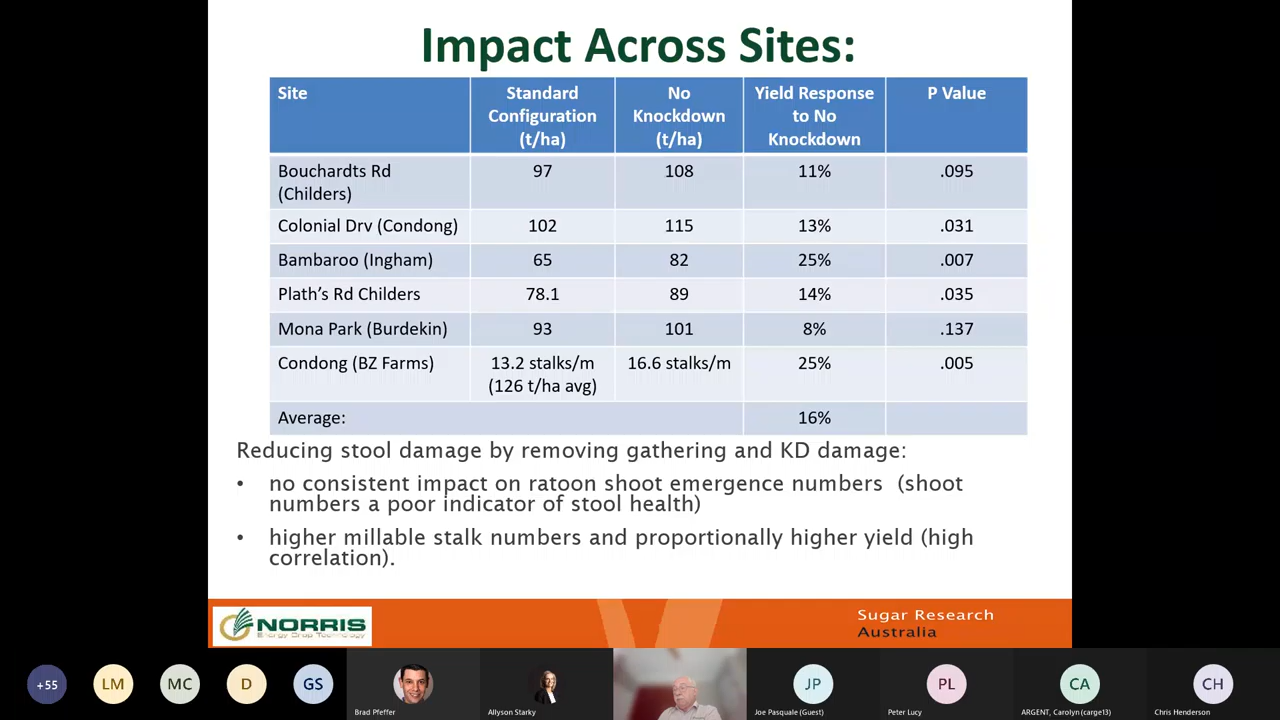 Impact Across Sites:
Site
Standard
Configuration
(t/ha)
No
Knockdown
(t/ha)
Yield Response
to No
Knockdown
P Value
Bouchardts Rd
(Childers)
97
108
11%
.095
Colonial Drv (Condong)
102
115
13%
.031
Bambaroo (Ingham)
65
82
25%
.007
Plath's Rd Childers
78.1
89
14%
.035
Mona Park (Burdekin)
93
101
8%
.137
Condong (BZ Farms)
13.2 stalks/m
(126 t/ha avg)
16.6 stalks/m
25%
.005
Average:
16%
Reducing stool damage by removing gathering and KD damage:
• no consistent impact on ratoon shoot emergence numbers (shoot
numbers a poor indicator of stool health)
• higher millable stalk numbers and proportionally higher yield (high
correlation).
NORRIS
Energy Crop Technology
Sugar Research
Australia
+55
LM
MC
D
GS
Brad Pfeffer
Allyson Starky
JP
Joe Pasquale (Guest)
PL
Peter Lucy
CA
ARGENT, Carolyn (carge13)
CH
Chris Henderson